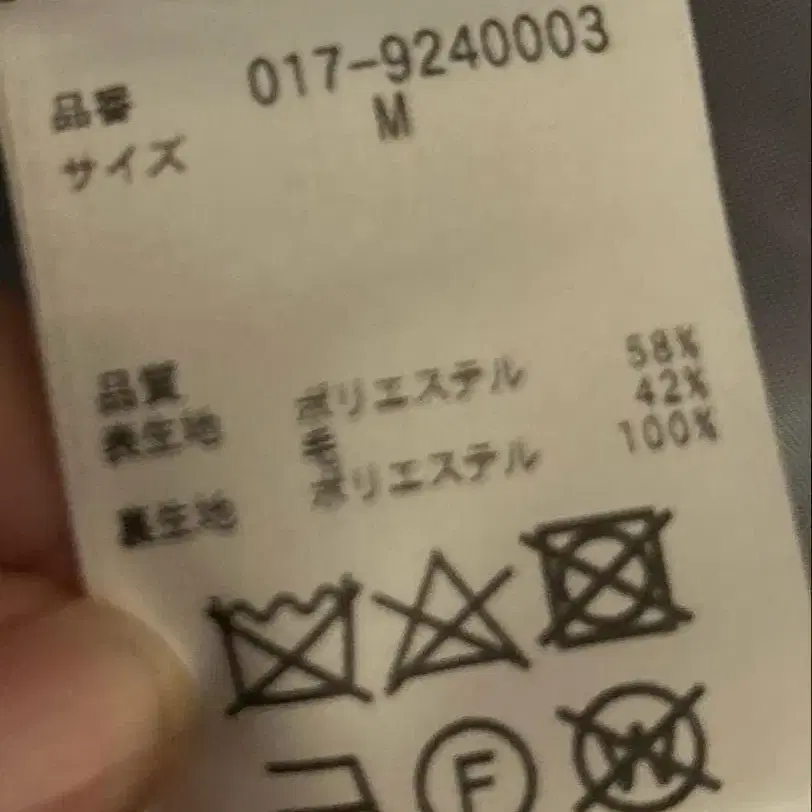 品番 017-9240003
サイズ M
品質
表生地 ポリエステル 58%
毛 42%
裏生地 ポリエステル 100%
F
W